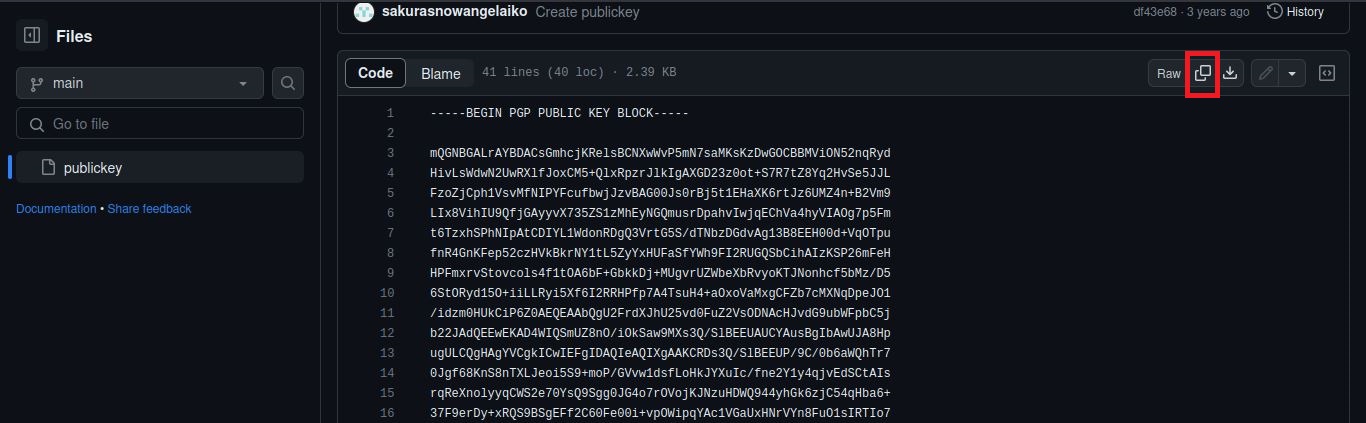 sakurasnowangelaiko Create publickey
df43e68 · 3 years ago History
Files
main
Go to file
publickey
Documentation • Share feedback
Code Blame 41 lines (40 loc) · 2.39 KB
Raw
1 -----BEGIN PGP PUBLIC KEY BLOCK-----
2
3 mQGNBGALrAYBDACsGmhcjKRelsBCNXwWvP5mN7saMKsKzDwGOCBBMViON52nqRyd
4 HivLsWdwN2UwRXlfJoxCM5+QlxRpzrJlkIgAXGD23z0ot+S7R7tZ8Yq2HvSe5JJL
5 FzoZjCph1VsvMfNIPYFcufbwjJzvBAG00Js0rBj5t1EHaXK6rtJz6UMZ4n+B2Vm9
6 LIx8VihIU9QfjGAyyvX735ZS1zMhEyNGQmusrDpahvIwjqEChVa4hyVIAOg7p5Fm
7 t6TzxhSPhNIpAtCDIYL1WdonRDgQ3VrtG5S/dTNbzDGdvAg13B8EEH00d+VqOTpu
8 fnR4GnKFep52czHVkBkrNY1tL5ZyYxHUFaSfYWh9FI2RUGQSbCihAIzKSP26mFeH
9 HPFmxrvStovcols4f1tOA6bF+GbkkDj+MUgvrUZWbeXbRvyoKTJNonhcf5bMz/D5
10 6StORyd15O+iiLLRyi5Xf6I2RRHPfp7A4TsuH4+aOxoVaMxgCFZb7cMXNqDpeJO1
11 /idzm0HUkCiP6Z0AEQEAAbQgU2FrdXJhU25vd0FuZ2VsODNAcHJvdG9ubWFpbC5j
12 b22JAdQEEwEKAD4WIQSmUZ8nO/iOkSaw9MXs3Q/SlBEEUAUCYAusBgIbAwUJA8Hp
13 ugULCQgHAgYVCgkICwIEFgIDAQIeAQIXgAAKCRDs3Q/SlBEEUP/9C/0b6aWQhTr7
14 0Jgf68KnS8nTXLJeoi5S9+moP/GVvw1dsfLoHkJYXuIc/fne2Y1y4qjvEdSCtAIs
15 rqReXnolyyqCWS2e70YsQ9Sgg0JG4o7rOVojKJNzuHDWQ944yhGk6zjC54qHba6+
16 37F9erDy+xRQS9BSgEFf2C60Fe00i+vpOWipqYAc1VGaUxHNrVYn8FuO1sIRTIo7